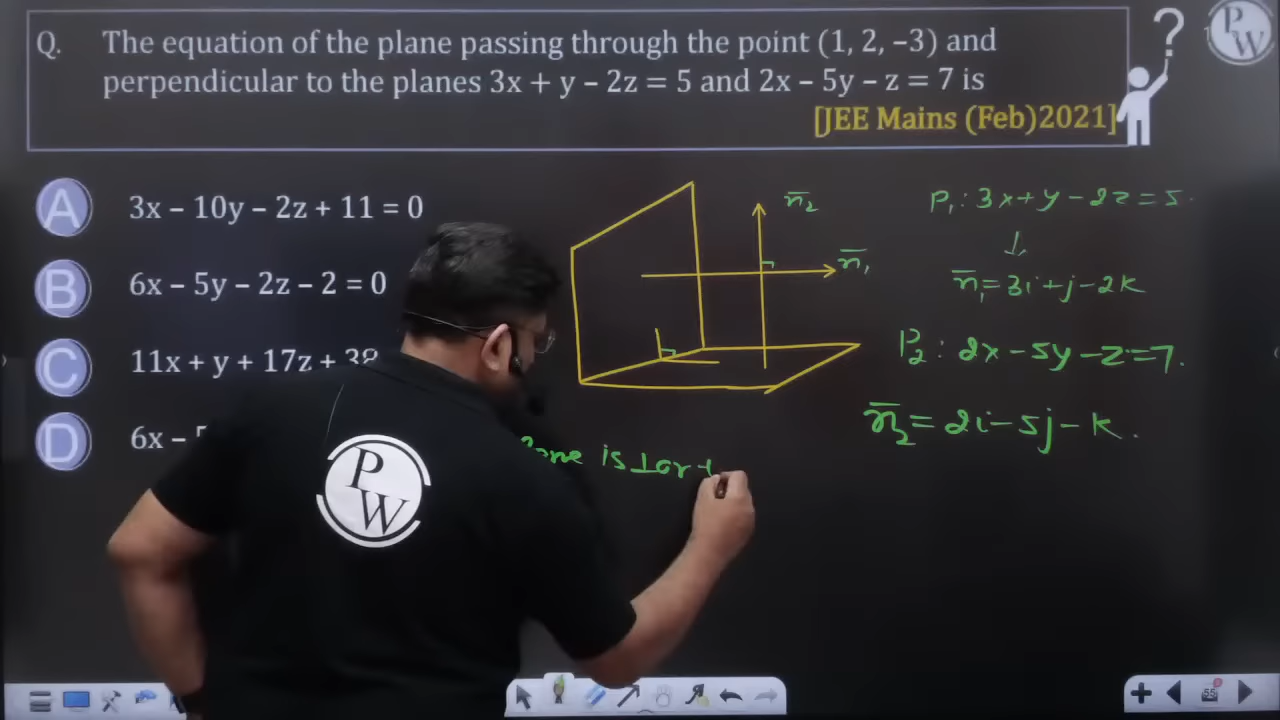 Q. The equation of the plane passing through the point (1, 2, –3) and
perpendicular to the planes 3x + y – 2z = 5 and 2x – 5y – z = 7 is
[JEE Mains (Feb)2021]
?
PW
A 3x – 10y – 2z + 11 = 0
B 6x – 5y – 2z – 2 = 0
C 11x + y + 17z + 38
D 6x –
n̅₂
n̅₁
P₁ : 3x + y – 2z = 5.
↓
n̅₁ = 3i + j – 2k
P₂ : 2x – 5y – z = 7.
n̅₂ = 2i – 5j – k.
is ⊥ar
PW
55